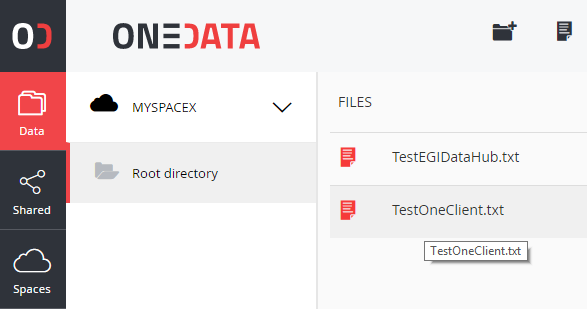 OD
ONEDATA
Data
Shared
Spaces
MYSPACEX
Root directory
FILES
TestEGIDataHub.txt
TestOneClient.txt
TestOneClient.txt